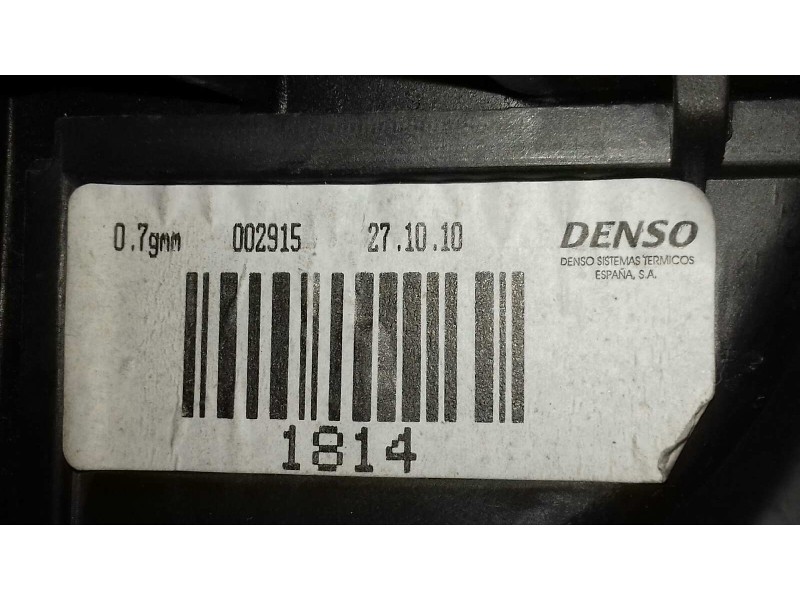 0.7gmm 002915 27.10.10 DENSO
DENSO SISTEMAS TERMICOS
ESPAÑA, S.A.
1814